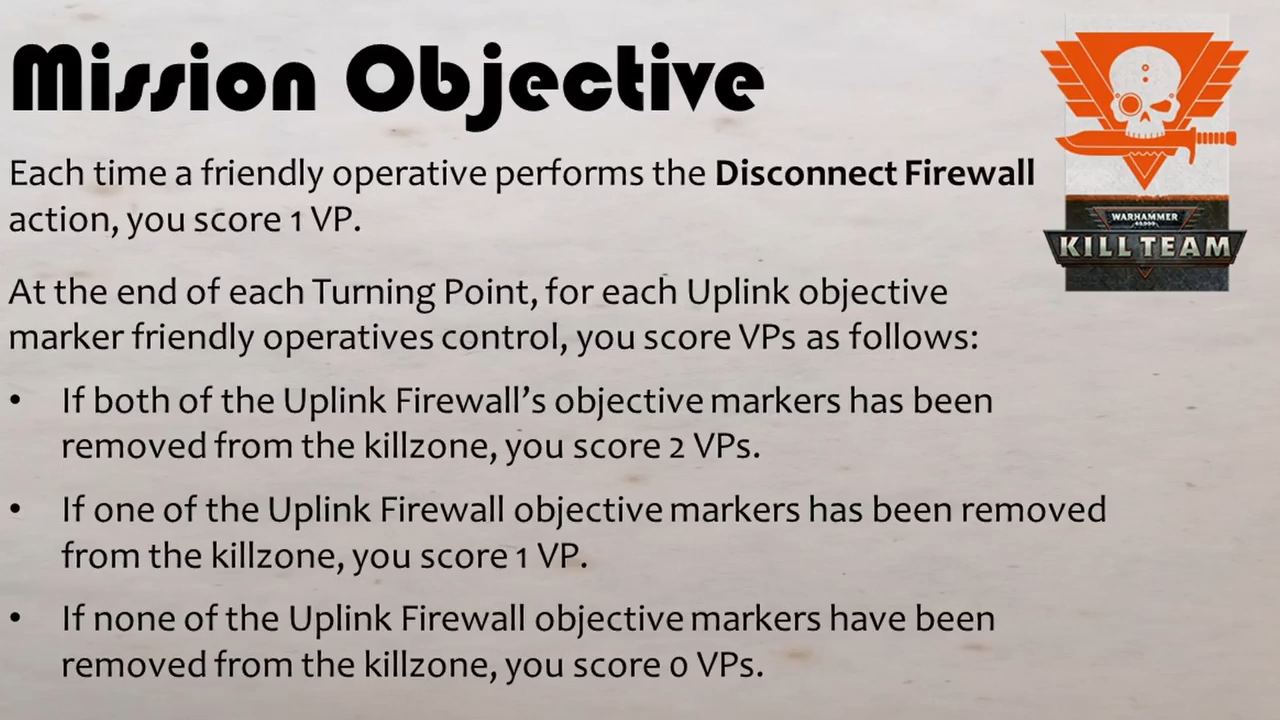 Mission Objective
Each time a friendly operative performs the Disconnect Firewall
action, you score 1 VP.
At the end of each Turning Point, for each Uplink objective
marker friendly operatives control, you score VPs as follows:
• If both of the Uplink Firewall’s objective markers has been
removed from the killzone, you score 2 VPs.
• If one of the Uplink Firewall objective markers has been removed
from the killzone, you score 1 VP.
• If none of the Uplink Firewall objective markers have been
removed from the killzone, you score 0 VPs.
WARHAMMER
40,000
KILL TEAM